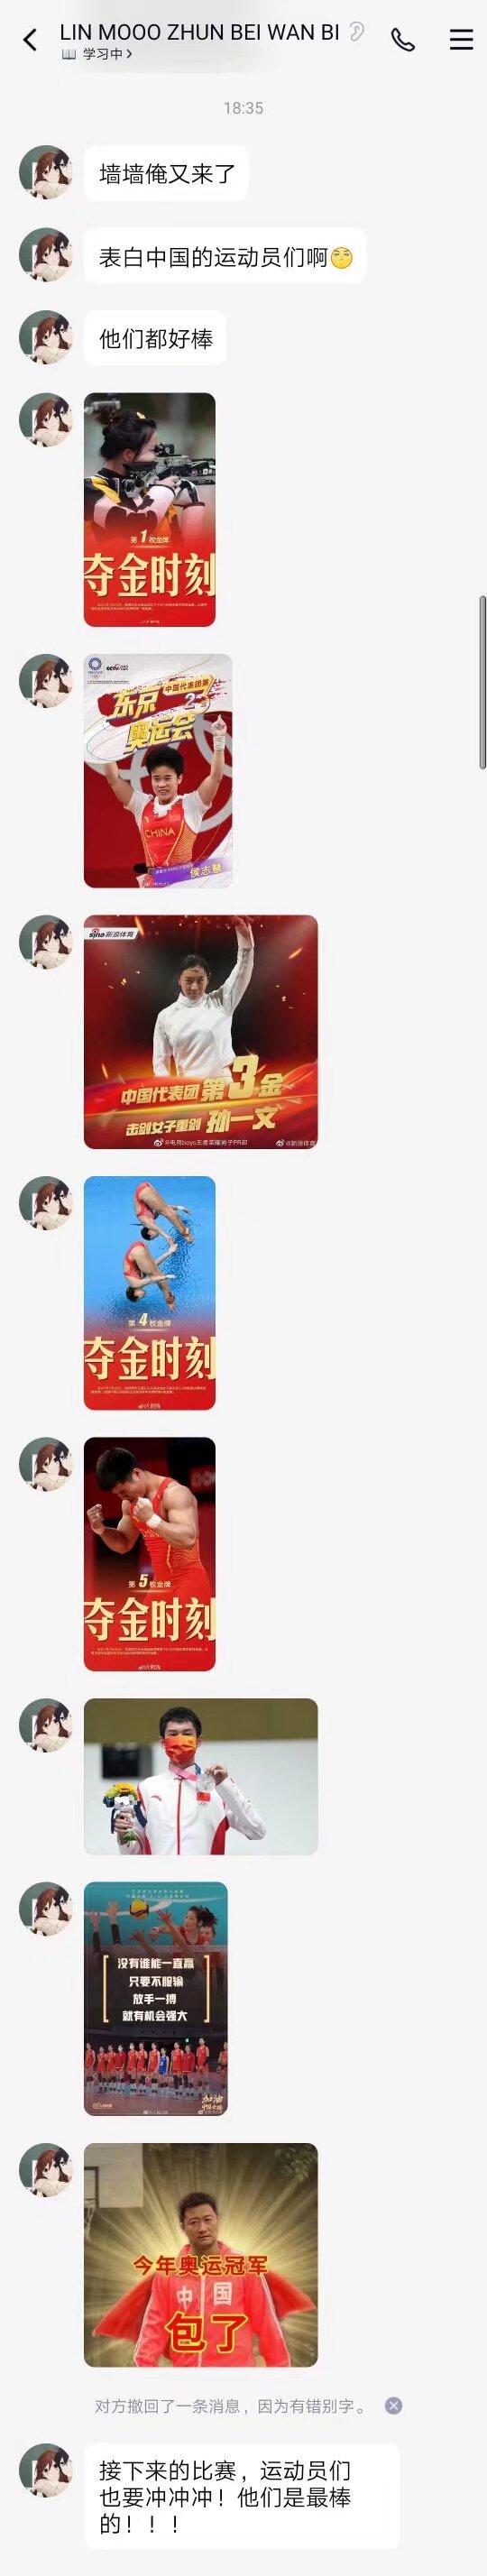 LIN MOOO ZHUN BEI WAN BI
学习中
18:35
墙墙俺又来了
表白中国的运动员们啊
他们都好棒
第1枚金牌
夺金时刻
东京
奥运会
中国代表团第
2
CHINA
侯志慧
sina 新浪体育
中国代表团第3金
击剑女子重剑 孙一文
第4枚金牌
夺金时刻
第5枚金牌
夺金时刻
没有谁能一直赢
只要不服输
放手一搏
就有机会强大
加油
中国女排
今年奥运冠军
中国
包了
对方撤回了一条消息，因为有错别字。
接下来的比赛，运动员们
也要冲冲冲！他们是最棒
的！！！